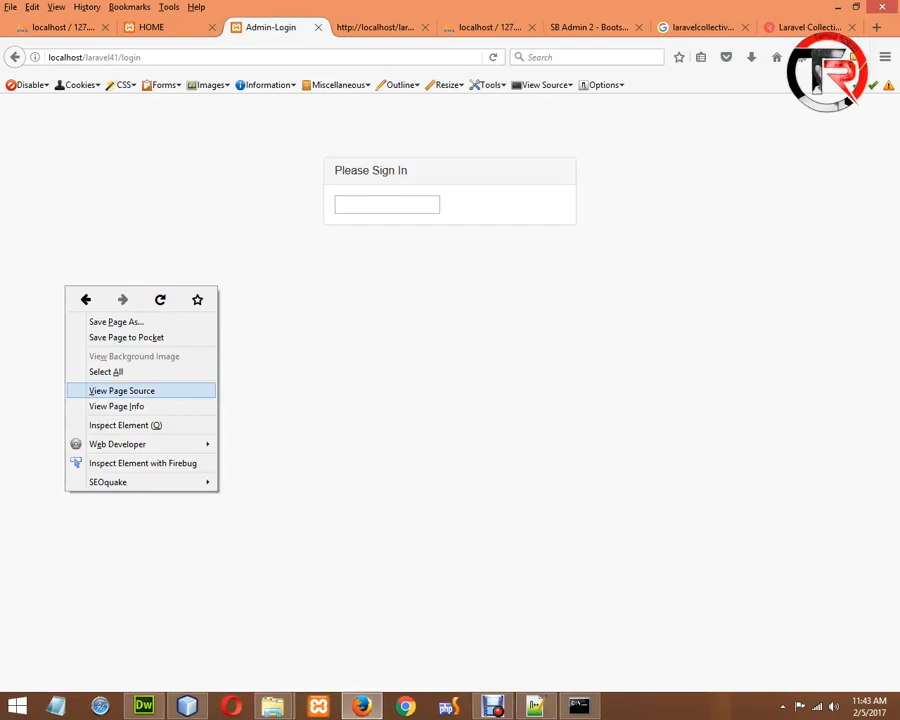 File Edit View History Bookmarks Tools Help
localhost / 127.... HOME Admin-Login http://localhost/lar... localhost / 127.... SB Admin 2 - Boots... laravelcollectiv... Laravel Collecti...
localhost/laravel41/login Search
Disable Cookies CSS Forms Images Information Miscellaneous Outline Resize Tools View Source Options
TR
Please Sign In
Save Page As...
Save Page to Pocket
View Background Image
Select All
View Page Source
View Page Info
Inspect Element (Q)
Web Developer
Inspect Element with Firebug
SEOquake
Dw
php
11:43 AM
2/5/2017